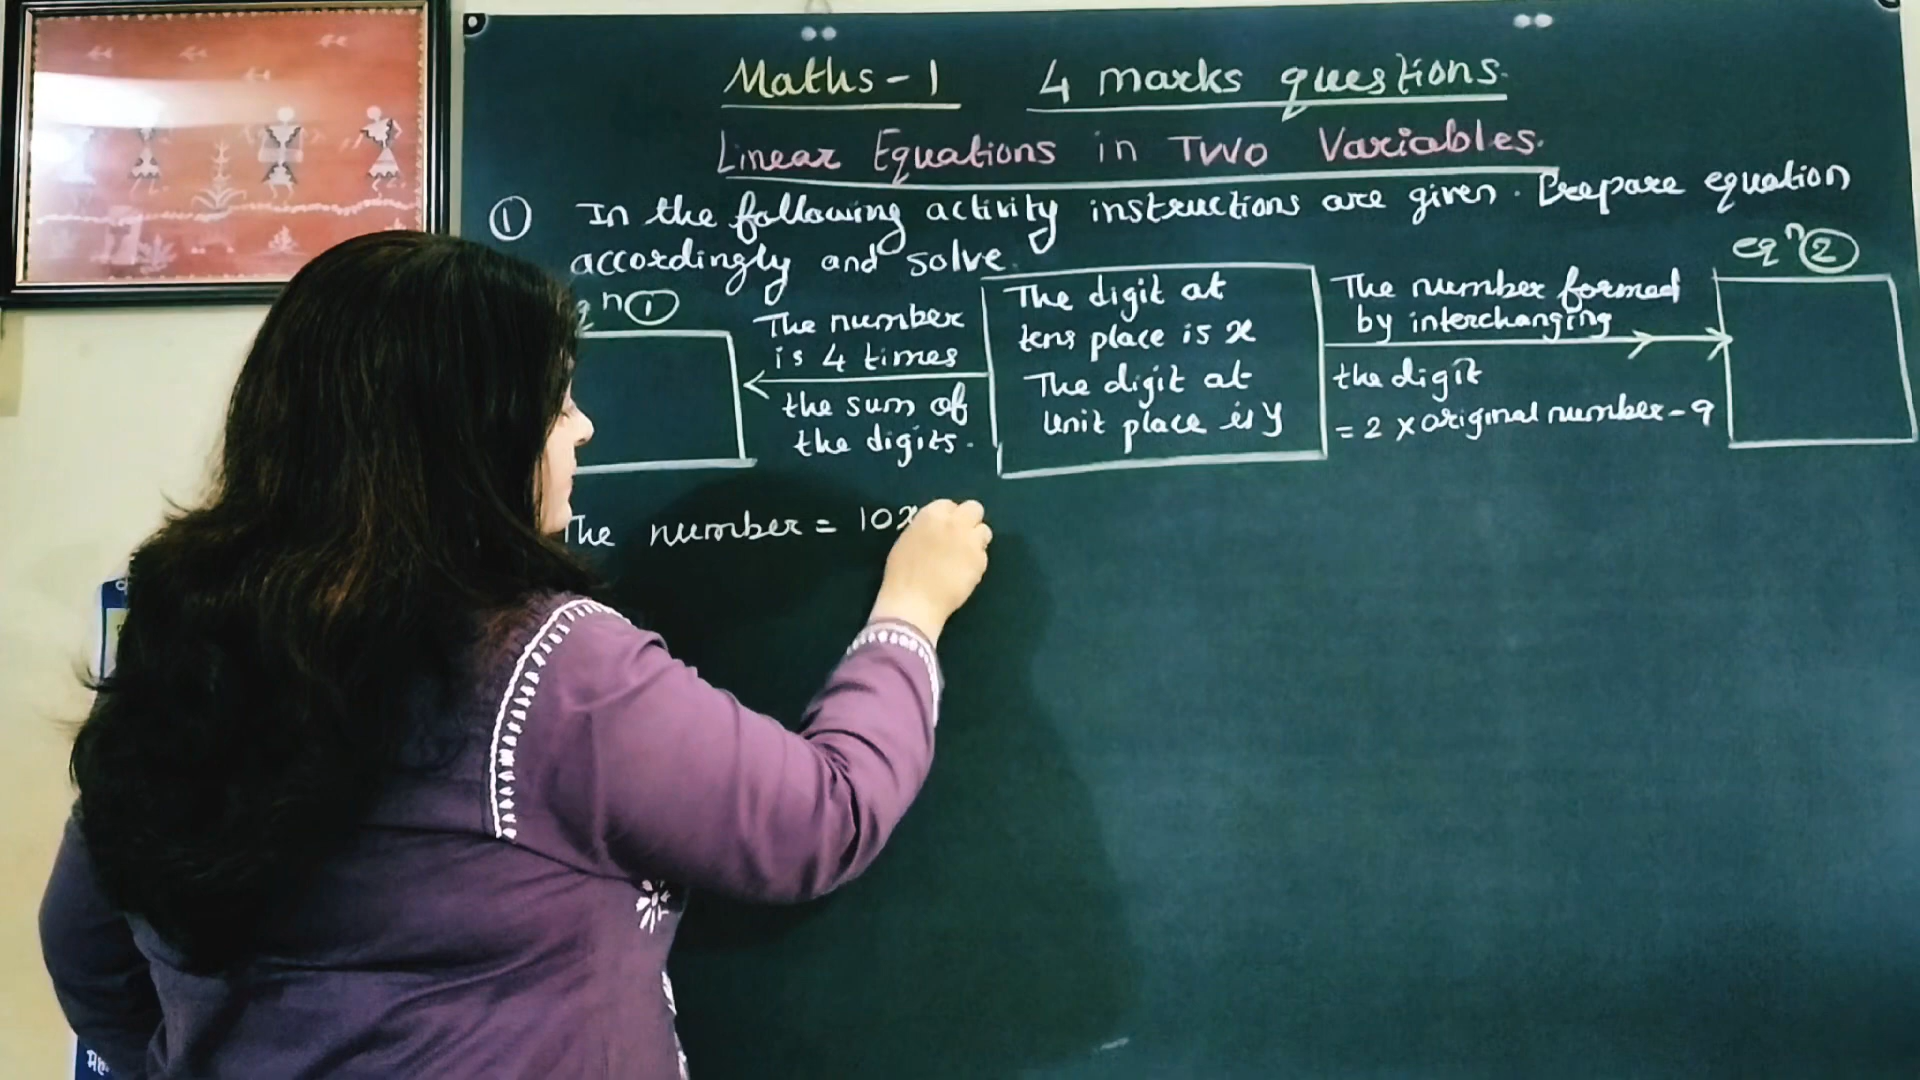 Maths - 1 4 marks questions.
Linear Equations in Two Variables.
① In the following activity instructions are given. Prepare equation
accordingly and solve.
qⁿ ①
The number
is 4 times
the sum of
the digits.
The digit at
tens place is x
The digit at
Unit place is y
The number formed
by interchanging
the digit
= 2 × original number - 9
eqⁿ ②
The number = 10x